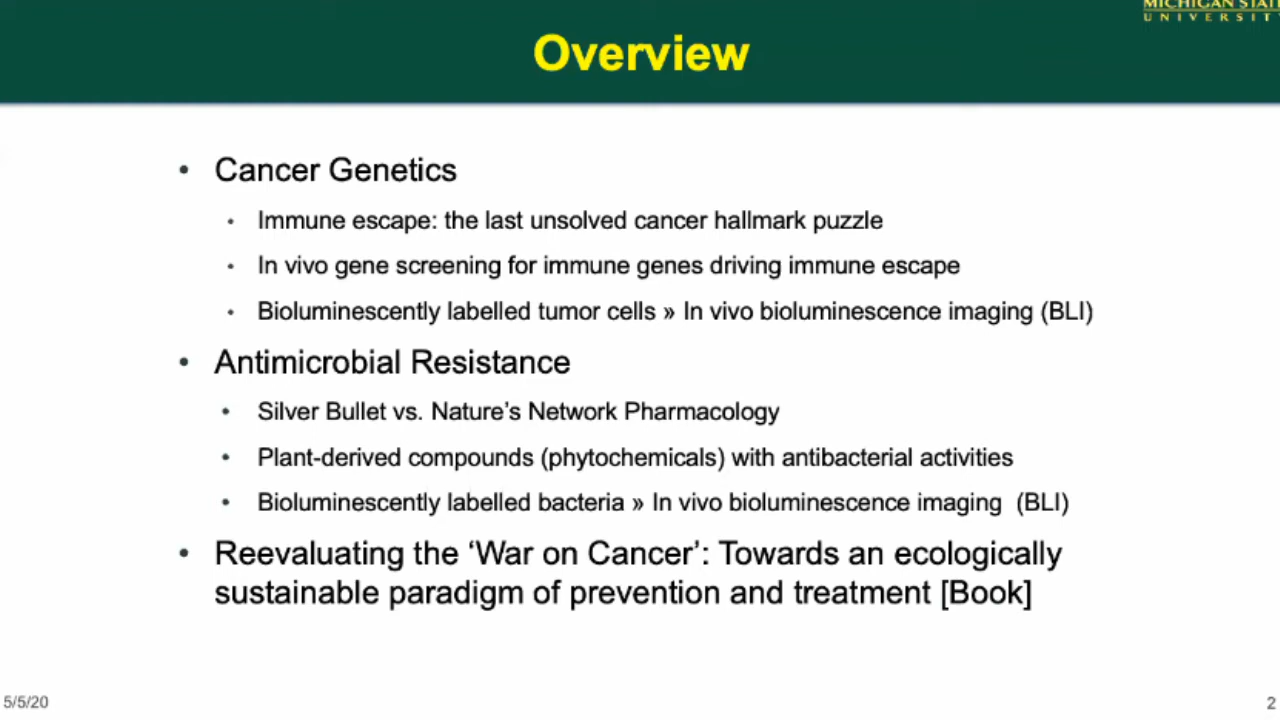 MICHIGAN STATE
UNIVERSITY
Overview
• Cancer Genetics
• Immune escape: the last unsolved cancer hallmark puzzle
• In vivo gene screening for immune genes driving immune escape
• Bioluminescently labelled tumor cells » In vivo bioluminescence imaging (BLI)
• Antimicrobial Resistance
• Silver Bullet vs. Nature’s Network Pharmacology
• Plant-derived compounds (phytochemicals) with antibacterial activities
• Bioluminescently labelled bacteria » In vivo bioluminescence imaging (BLI)
• Reevaluating the ‘War on Cancer’: Towards an ecologically
sustainable paradigm of prevention and treatment [Book]
5/5/20
2